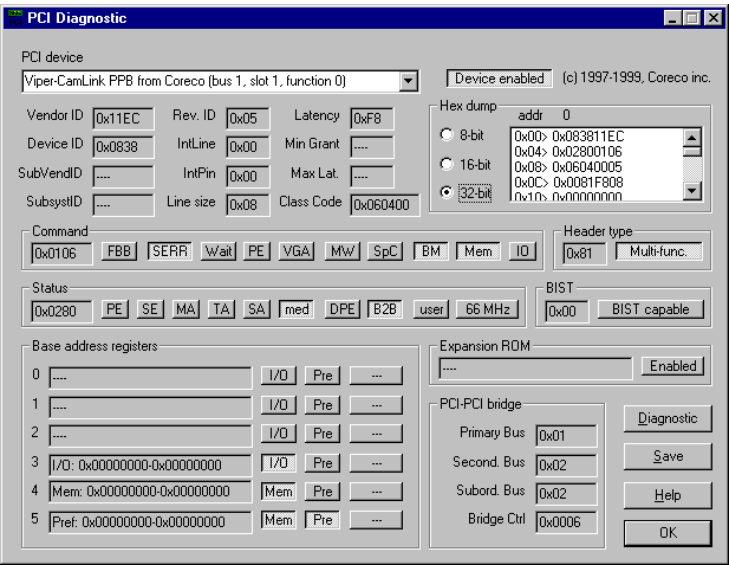 PCI Diagnostic
PCI device
Viper-CamLink PPB from Coreco (bus 1, slot 1, function 0)
Device enabled (c) 1997-1999, Coreco inc.
Vendor ID 0x11EC Rev. ID 0x05 Latency 0xF8
Device ID 0x0838 IntLine 0x00 Min Grant ----
SubVendID ---- IntPin 0x00 Max Lat. ----
SubsystID ---- Line size 0x08 Class Code 0x060400
Hex dump
addr 0
8-bit
16-bit
32-bit
0x00> 0x083811EC
0x04> 0x02800106
0x08> 0x06040005
0x0C> 0x0081F808
0x10> 0x00000000
Command
0x0106 FBB SERR Wait PE VGA MW SpC BM Mem IO
Header type
0x81 Multi-func.
Status
0x0280 PE SE MA TA SA med DPE B2B user 66 MHz
BIST
0x00 BIST capable
Base address registers
0 ---- I/O Pre ---
1 ---- I/O Pre ---
2 ---- I/O Pre ---
3 I/O: 0x00000000-0x00000000 I/O Pre ---
4 Mem: 0x00000000-0x00000000 Mem Pre ---
5 Pref: 0x00000000-0x00000000 Mem Pre ---
Expansion ROM
---- Enabled
PCI-PCI bridge
Primary Bus 0x01
Second. Bus 0x02
Subord. Bus 0x02
Bridge Ctrl 0x0006
Diagnostic
Save
Help
OK